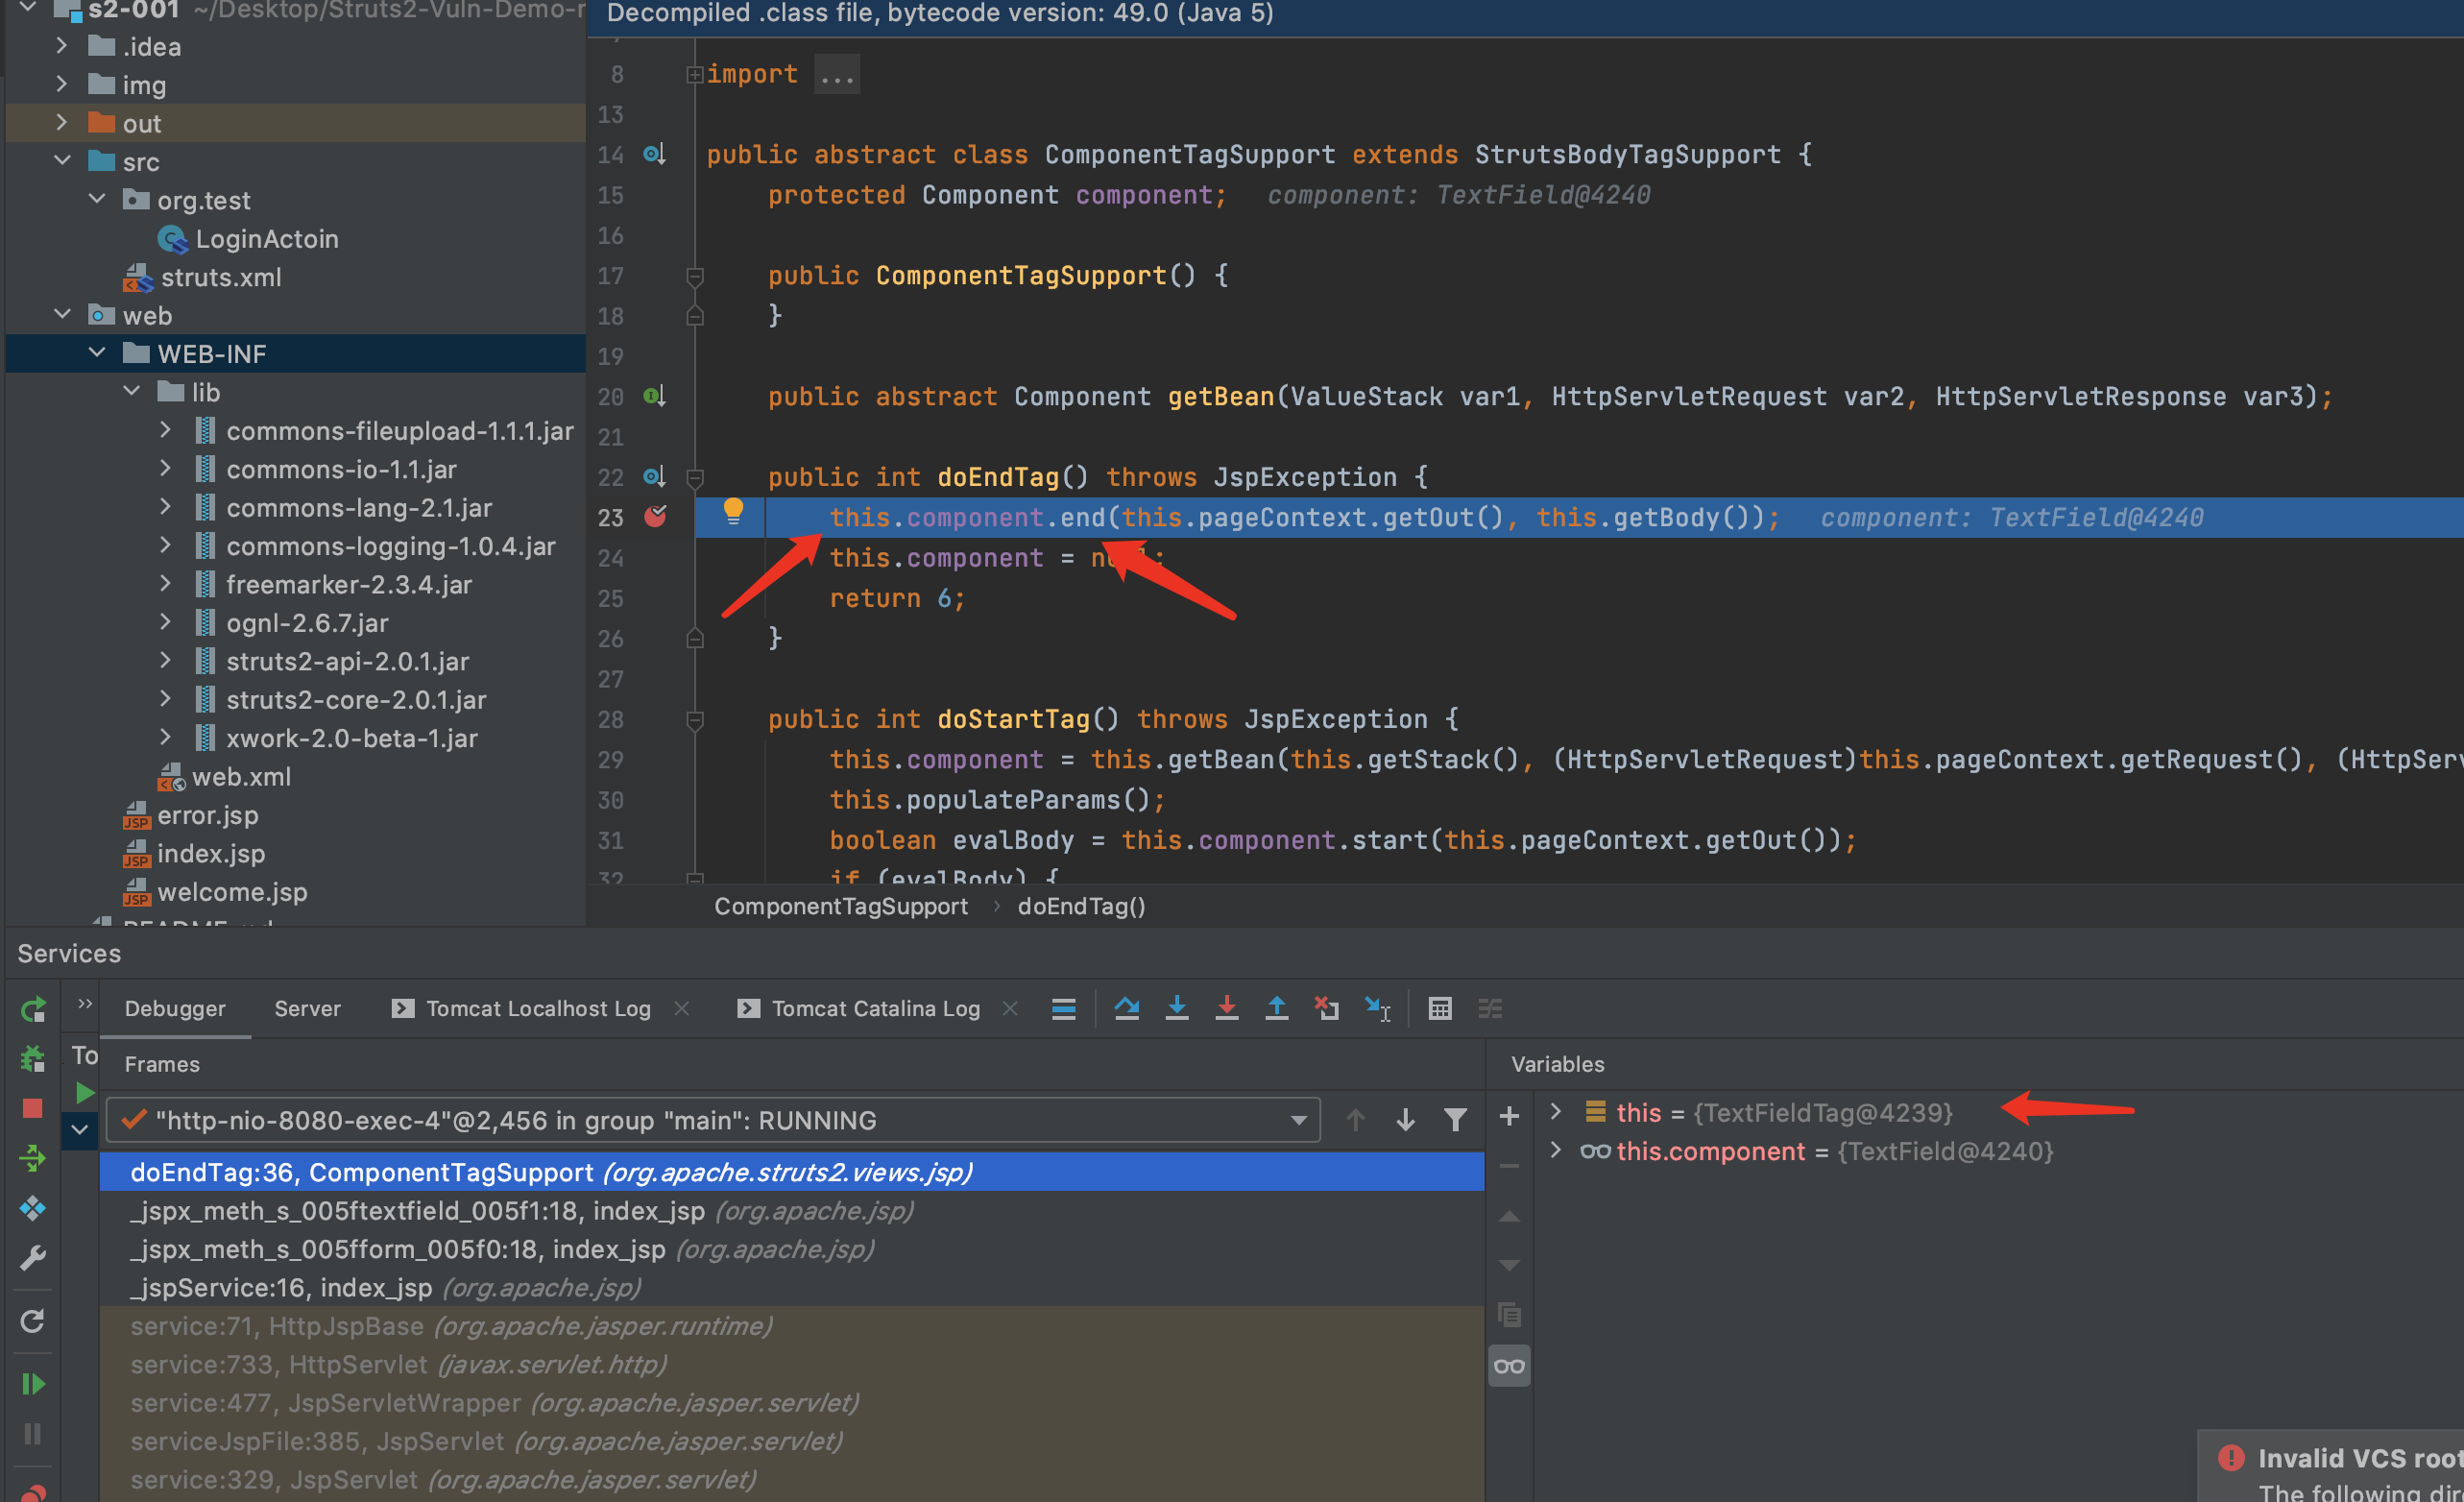 s2-001 ~/Desktop/Struts2-Vuln-Demo-
.idea
img
out
src
org.test
LoginActoin
struts.xml
web
WEB-INF
lib
commons-fileupload-1.1.1.jar
commons-io-1.1.jar
commons-lang-2.1.jar
commons-logging-1.0.4.jar
freemarker-2.3.4.jar
ognl-2.6.7.jar
struts2-api-2.0.1.jar
struts2-core-2.0.1.jar
xwork-2.0-beta-1.jar
web.xml
error.jsp
index.jsp
welcome.jsp
Decompiled .class file, bytecode version: 49.0 (Java 5)
8 import ...
13
14 public abstract class ComponentTagSupport extends StrutsBodyTagSupport {
15 protected Component component; component: TextField@4240
16
17 public ComponentTagSupport() {
18 }
19
20 public abstract Component getBean(ValueStack var1, HttpServletRequest var2, HttpServletResponse var3);
21
22 public int doEndTag() throws JspException {
23 this.component.end(this.pageContext.getOut(), this.getBody()); component: TextField@4240
24 this.component = null;
25 return 6;
26 }
27
28 public int doStartTag() throws JspException {
29 this.component = this.getBean(this.getStack(), (HttpServletRequest)this.pageContext.getRequest(), (HttpSer
30 this.populateParams();
31 boolean evalBody = this.component.start(this.pageContext.getOut());
32 if (evalBody) {
ComponentTagSupport › doEndTag()
Services
Debugger Server Tomcat Localhost Log Tomcat Catalina Log
To
Frames
"http-nio-8080-exec-4"@2,456 in group "main": RUNNING
doEndTag:36, ComponentTagSupport (org.apache.struts2.views.jsp)
_jspx_meth_s_005ftextfield_005f1:18, index_jsp (org.apache.jsp)
_jspx_meth_s_005fform_005f0:18, index_jsp (org.apache.jsp)
_jspService:16, index_jsp (org.apache.jsp)
service:71, HttpJspBase (org.apache.jasper.runtime)
service:733, HttpServlet (javax.servlet.http)
service:477, JspServletWrapper (org.apache.jasper.servlet)
serviceJspFile:385, JspServlet (org.apache.jasper.servlet)
service:329, JspServlet (org.apache.jasper.servlet)
Variables
this = {TextFieldTag@4239}
this.component = {TextField@4240}
Invalid VCS root
The following dir